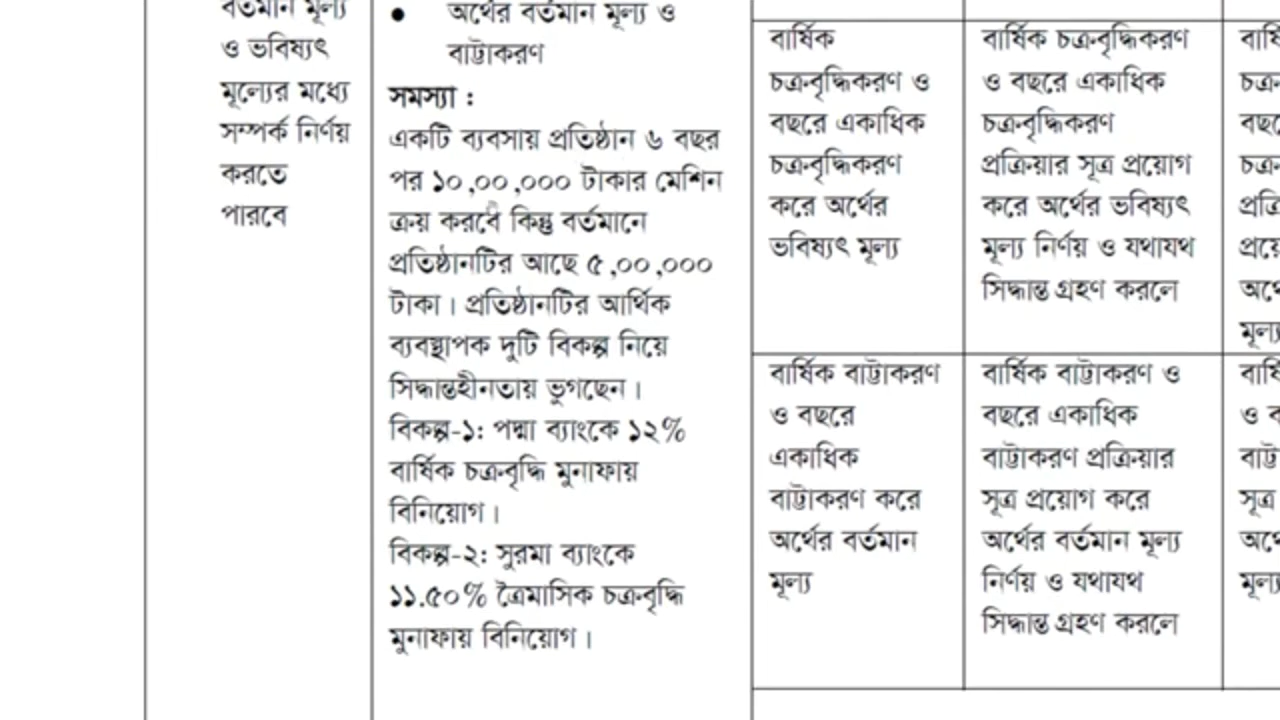 বর্তমান মূল্য
ও ভবিষ্যৎ
মূল্যের মধ্যে
সম্পর্ক নির্ণয়
করতে
পারবে
● অর্থের বর্তমান মূল্য ও
বাট্টাকরণ
সমস্যা :
একটি ব্যবসায় প্রতিষ্ঠান ৬ বছর
পর ১০,০০,০০০ টাকার মেশিন
ক্রয় করবে কিন্তু বর্তমানে
প্রতিষ্ঠানটির আছে ৫,০০,০০০
টাকা। প্রতিষ্ঠানটির আর্থিক
ব্যবস্থাপক দুটি বিকল্প নিয়ে
সিদ্ধান্তহীনতায় ভুগছেন।
বিকল্প-১: পদ্মা ব্যাংকে ১২%
বার্ষিক চক্রবৃদ্ধি মুনাফায়
বিনিয়োগ।
বিকল্প-২: সুরমা ব্যাংকে
১১.৫০% ত্রৈমাসিক চক্রবৃদ্ধি
মুনাফায় বিনিয়োগ।
বার্ষিক
চক্রবৃদ্ধিকরণ ও
বছরে একাধিক
চক্রবৃদ্ধিকরণ
করে অর্থের
ভবিষ্যৎ মূল্য
বার্ষিক চক্রবৃদ্ধিকরণ
ও বছরে একাধিক
চক্রবৃদ্ধিকরণ
প্রক্রিয়ার সূত্র প্রয়োগ
করে অর্থের ভবিষ্যৎ
মূল্য নির্ণয় ও যথাযথ
সিদ্ধান্ত গ্রহণ করলে
বার্ষিক বাট্টাকরণ
ও বছরে
একাধিক
বাট্টাকরণ করে
অর্থের বর্তমান
মূল্য
বার্ষিক বাট্টাকরণ ও
বছরে একাধিক
বাট্টাকরণ প্রক্রিয়ার
সূত্র প্রয়োগ করে
অর্থের বর্তমান মূল্য
নির্ণয় ও যথাযথ
সিদ্ধান্ত গ্রহণ করলে